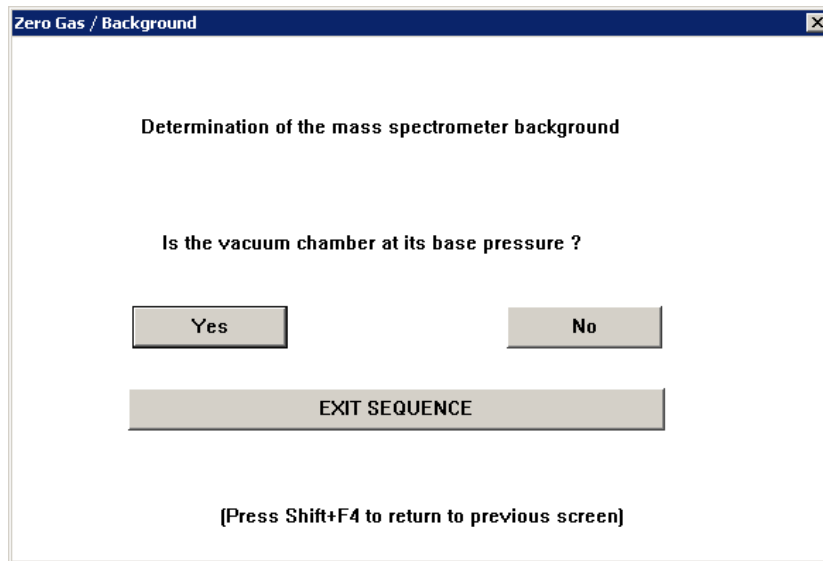 Zero Gas / Background
Determination of the mass spectrometer background
Is the vacuum chamber at its base pressure ?
Yes
No
EXIT SEQUENCE
(Press Shift+F4 to return to previous screen)